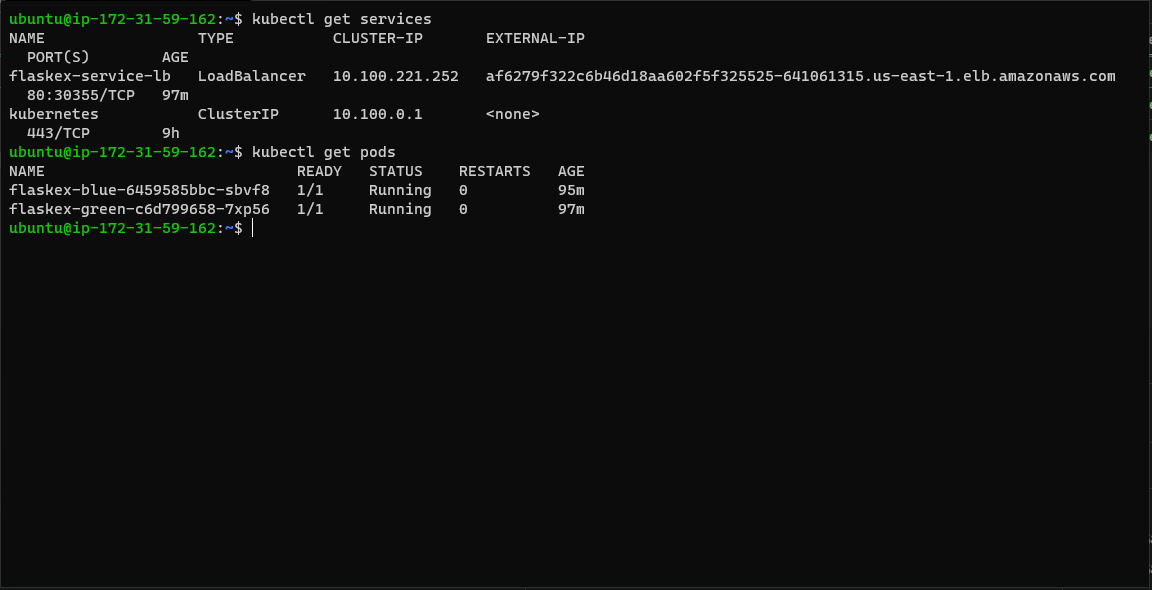 ubuntu@ip-172-31-59-162:~$ kubectl get services
NAME                 TYPE           CLUSTER-IP       EXTERNAL-IP
  PORT(S)        AGE
flaskex-service-lb   LoadBalancer   10.100.221.252   af6279f322c6b46d18aa602f5f325525-641061315.us-east-1.elb.amazonaws.com
  80:30355/TCP   97m
kubernetes           ClusterIP      10.100.0.1       <none>
  443/TCP        9h
ubuntu@ip-172-31-59-162:~$ kubectl get pods
NAME                            READY   STATUS    RESTARTS   AGE
flaskex-blue-6459585bbc-sbvf8   1/1     Running   0          95m
flaskex-green-c6d799658-7xp56   1/1     Running   0          97m
ubuntu@ip-172-31-59-162:~$